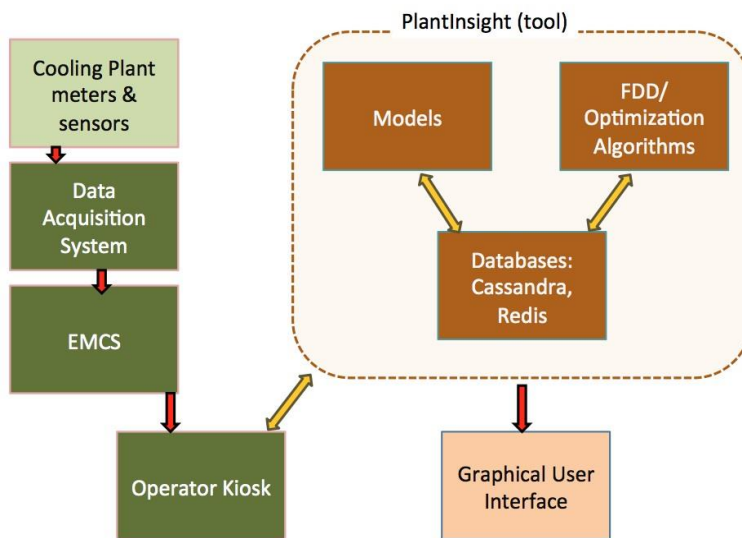 PlantInsight (tool)
Cooling Plant
meters &
sensors
Models
FDD/
Optimization
Algorithms
Data
Acquisition
System
Databases:
Cassandra,
Redis
EMCS
Operator Kiosk
Graphical User
Interface